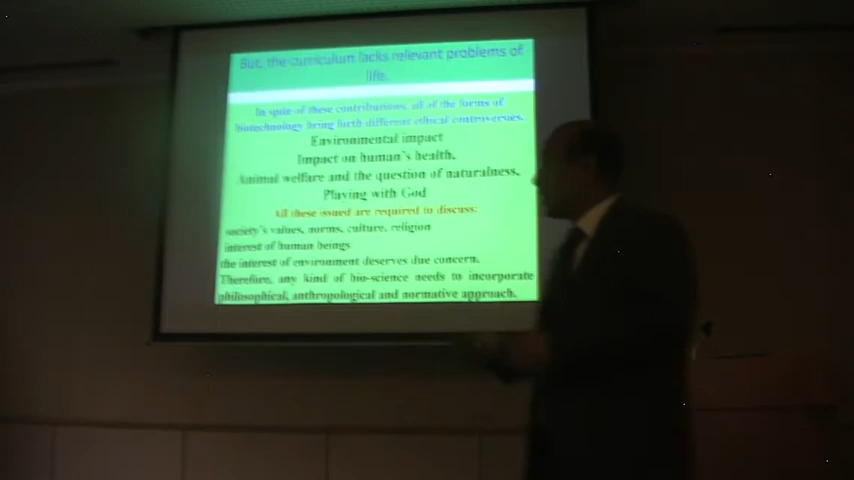 But, the curriculum lacks relevant problems of
life.
In spite of these contributions, all of the forms of
biotechnology bring forth different ethical controversies.
Environmental impact
Impact on human's health.
Animal welfare and the question of naturalness.
Playing with God
All these issued are required to discuss:
society's values, norms, culture, religion
interest of human beings
the interest of environment deserves due concern.
Therefore, any kind of bio-science needs to incorporate
philosophical, anthropological and normative approach.